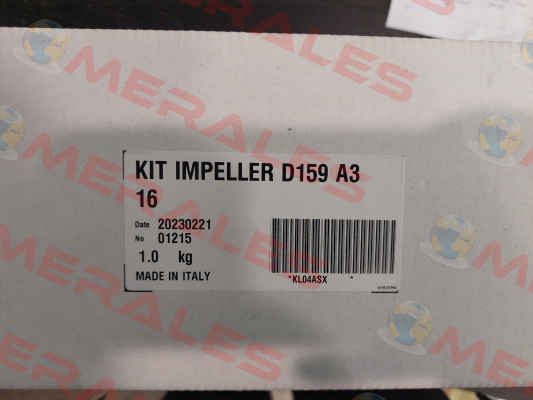 KIT IMPELLER D159 A3
16
Date 20230221
No 01215
1.0 kg
MADE IN ITALY
*KL04ASX *
MERALES
MERALES
MERALES
MERALES